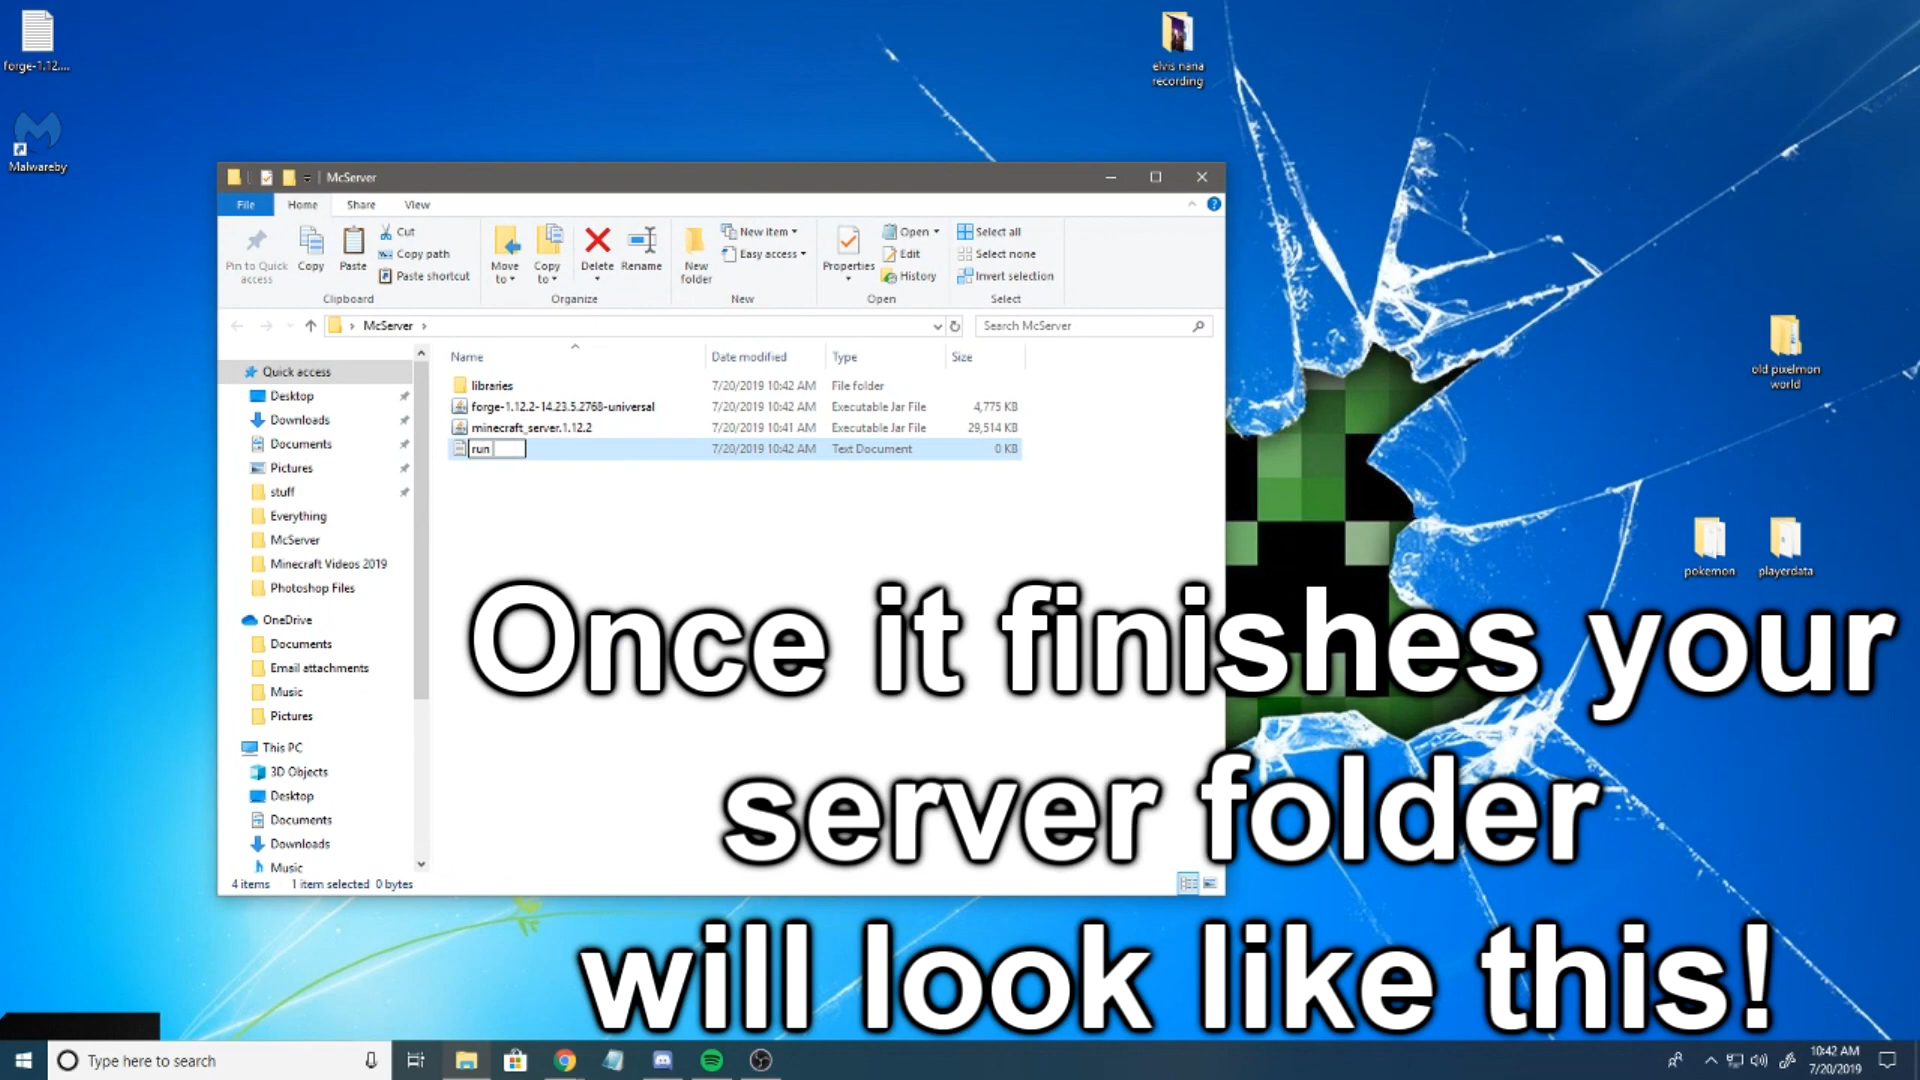 forge-1.12....
Malwareby
elvis nana
recording
old pixelmon
world
pokemon
playerdata
McServer
File
Home
Share
View
Pin to Quick
access
Copy
Paste
Cut
Copy path
Paste shortcut
Clipboard
Move
to
Copy
to
Delete
Rename
Organize
New
folder
New item
Easy access
New
Properties
Open
Edit
History
Open
Select all
Select none
Invert selection
Select
McServer
Search McServer
Name
Date modified
Type
Size
libraries 7/20/2019 10:42 AM File folder
forge-1.12.2-14.23.5.2768-universal 7/20/2019 10:42 AM Executable Jar File 4,775 KB
minecraft_server.1.12.2 7/20/2019 10:41 AM Executable Jar File 29,514 KB
run 7/20/2019 10:42 AM Text Document 0 KB
Quick access
Desktop
Downloads
Documents
Pictures
stuff
Everything
McServer
Minecraft Videos 2019
Photoshop Files
OneDrive
Documents
Email attachments
Music
Pictures
This PC
3D Objects
Desktop
Documents
Downloads
Music
4 items 1 item selected 0 bytes
Once it finishes your
server folder
will look like this!
Type here to search
10:42 AM
7/20/2019